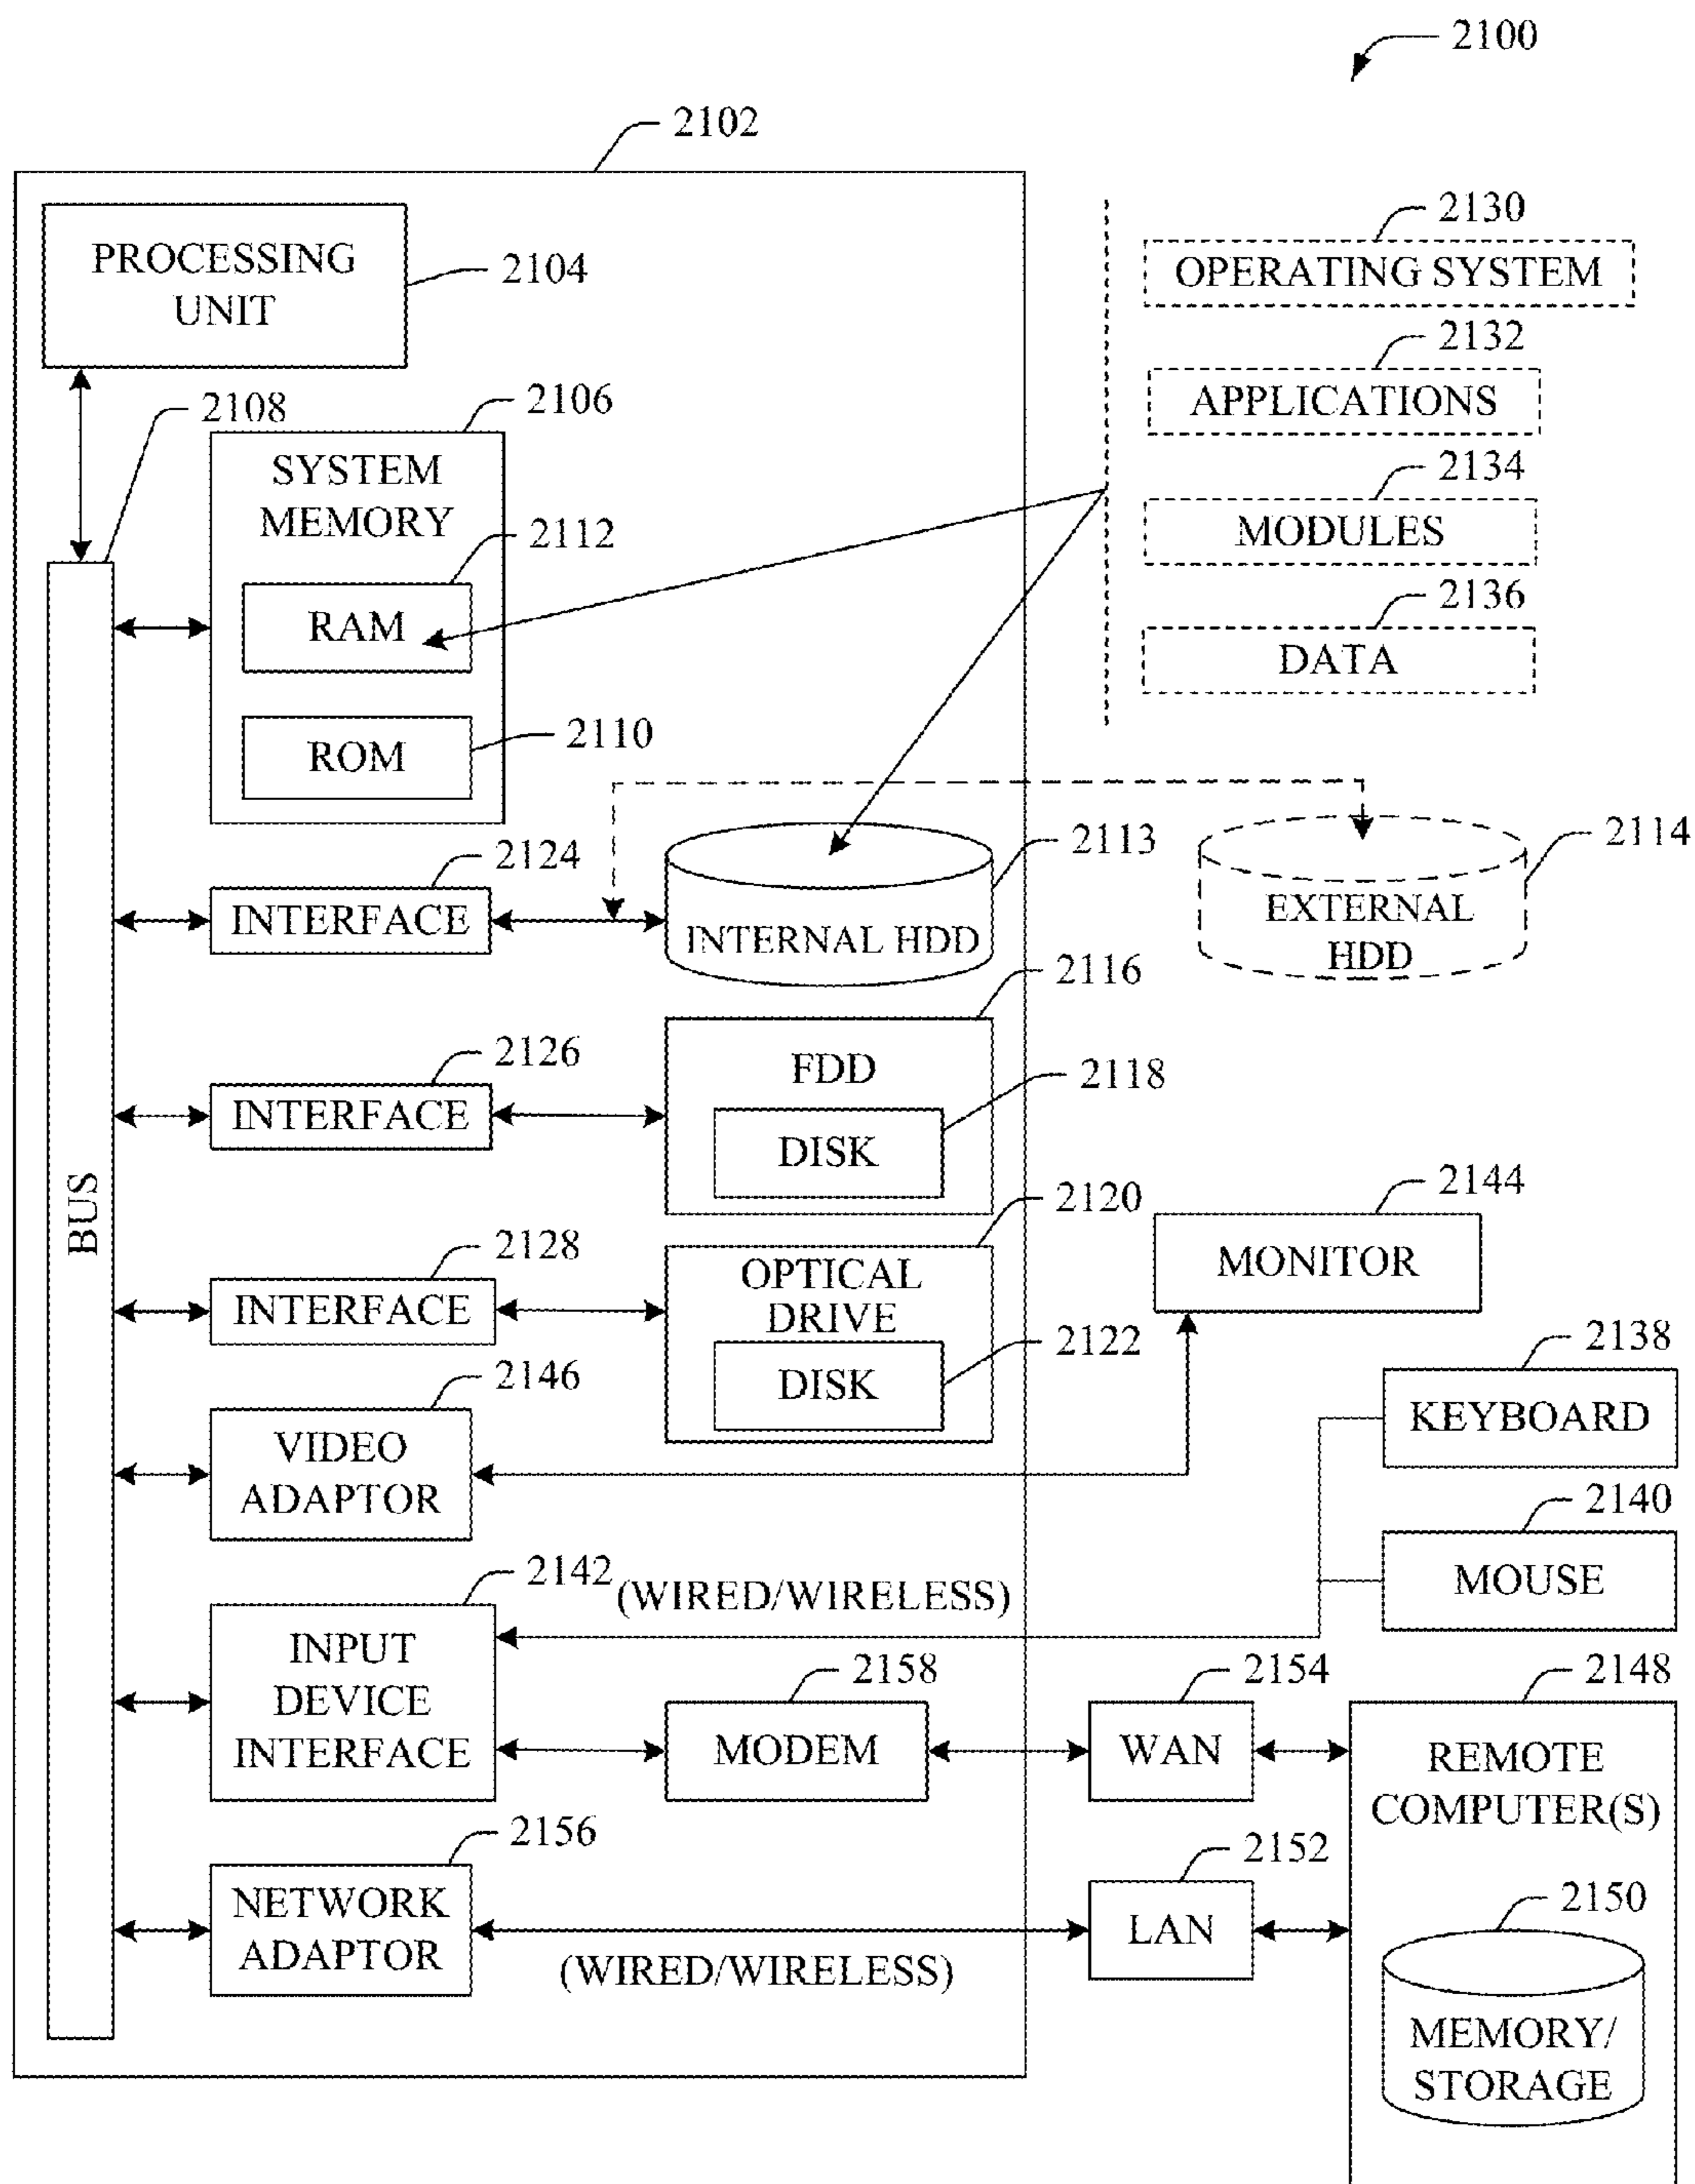 2100
2102
PROCESSING
UNIT
2104
2130
OPERATING SYSTEM
2132
APPLICATIONS
2134
MODULES
2136
DATA
2108
2106
SYSTEM
MEMORY
2112
RAM
2110
ROM
2124
INTERFACE
2113
INTERNAL HDD
2114
EXTERNAL
HDD
2126
INTERFACE
2116
FDD
2118
DISK
BUS
2128
INTERFACE
2120
OPTICAL
DRIVE
2122
DISK
2144
MONITOR
2146
VIDEO
ADAPTOR
2138
KEYBOARD
2140
MOUSE
2142
(WIRED/WIRELESS)
INPUT
DEVICE
INTERFACE
2158
MODEM
2154
WAN
2148
REMOTE
COMPUTER(S)
2156
NETWORK
ADAPTOR
(WIRED/WIRELESS)
2152
LAN
2150
MEMORY/
STORAGE